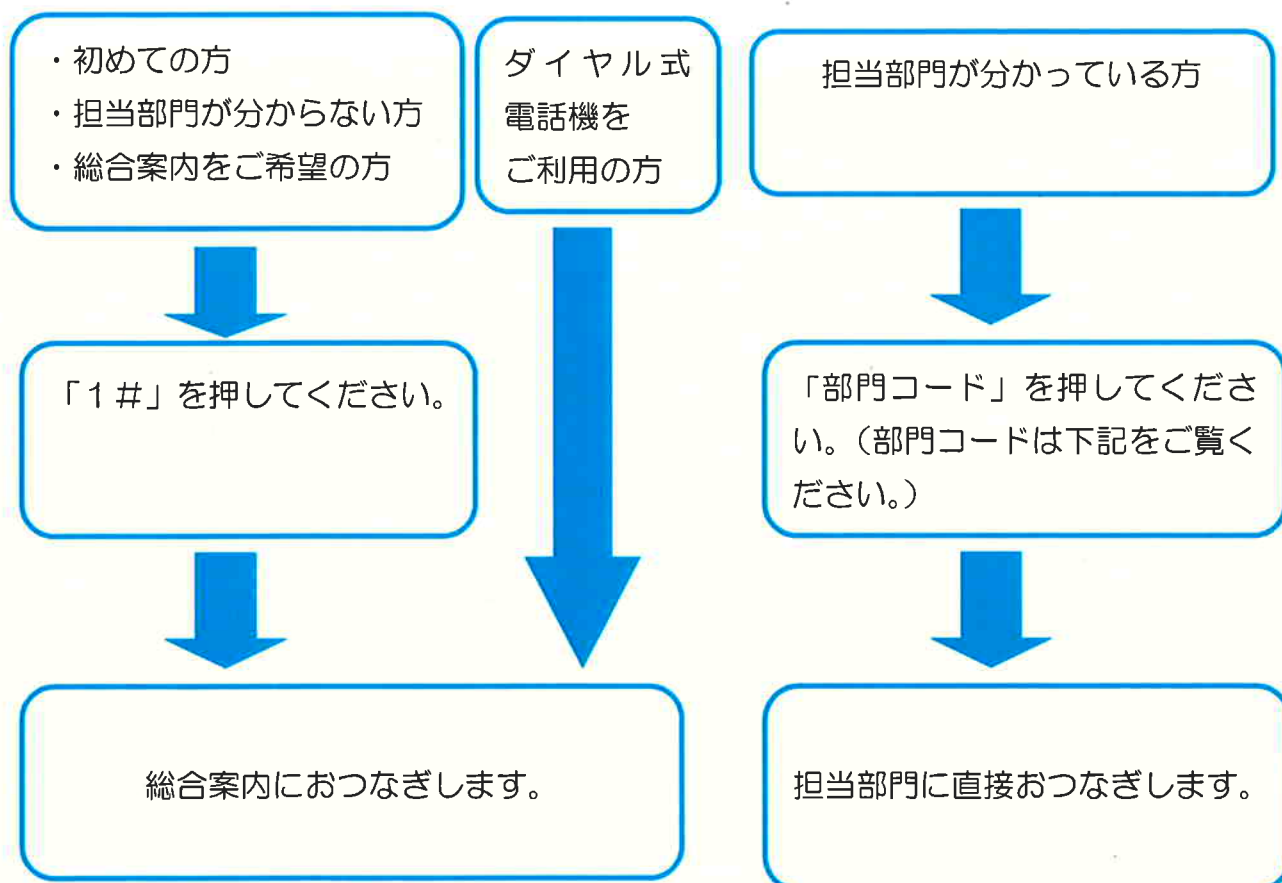 ・初めての方
・担当部門が分からない方
・総合案内をご希望の方
ダイヤル式
電話機を
ご利用の方
担当部門が分かっている方
「1#」を押してください。
「部門コード」を押してくださ
い。（部門コードは下記をご覧く
ださい。）
総合案内におつなぎします。
担当部門に直接おつなぎします。